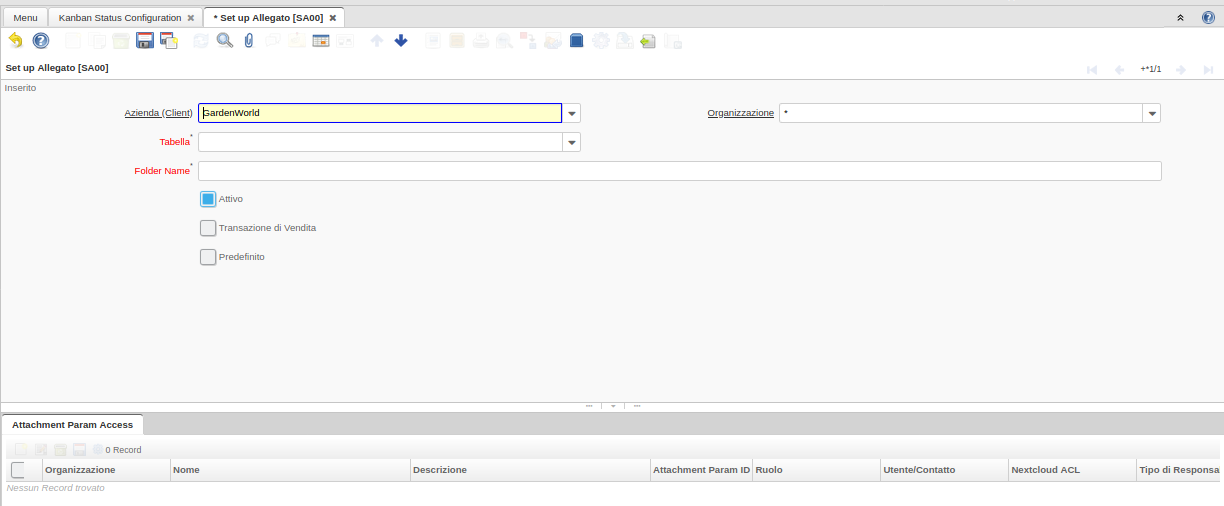 Menu
Kanban Status Configuration
* Set up Allegato [SA00]
Set up Allegato [SA00]
+*1/1
Inserito
Azienda (Client) GardenWorld
Organizzazione *
Tabella*
Folder Name*
Attivo
Transazione di Vendita
Predefinito
Attachment Param Access
0 Record
Organizzazione Nome Descrizione Attachment Param ID Ruolo Utente/Contatto Nextcloud ACL Tipo di Responsa
Nessun Record trovato